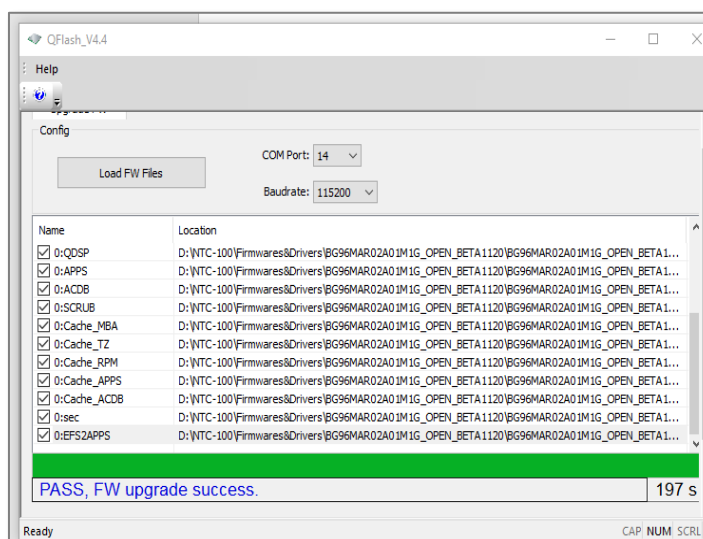 QFlash_V4.4
Help
Config
Load FW Files
COM Port: 14
Baudrate: 115200
Name Location
0:QDSP D:\NTC-100\Firmwares&Drivers\BG96MAR02A01M1G_OPEN_BETA1120\BG96MAR02A01M1G_OPEN_BETA1...
0:APPS D:\NTC-100\Firmwares&Drivers\BG96MAR02A01M1G_OPEN_BETA1120\BG96MAR02A01M1G_OPEN_BETA1...
0:ACDB D:\NTC-100\Firmwares&Drivers\BG96MAR02A01M1G_OPEN_BETA1120\BG96MAR02A01M1G_OPEN_BETA1...
0:SCRUB D:\NTC-100\Firmwares&Drivers\BG96MAR02A01M1G_OPEN_BETA1120\BG96MAR02A01M1G_OPEN_BETA1...
0:Cache_MBA D:\NTC-100\Firmwares&Drivers\BG96MAR02A01M1G_OPEN_BETA1120\BG96MAR02A01M1G_OPEN_BETA1...
0:Cache_TZ D:\NTC-100\Firmwares&Drivers\BG96MAR02A01M1G_OPEN_BETA1120\BG96MAR02A01M1G_OPEN_BETA1...
0:Cache_RPM D:\NTC-100\Firmwares&Drivers\BG96MAR02A01M1G_OPEN_BETA1120\BG96MAR02A01M1G_OPEN_BETA1...
0:Cache_APPS D:\NTC-100\Firmwares&Drivers\BG96MAR02A01M1G_OPEN_BETA1120\BG96MAR02A01M1G_OPEN_BETA1...
0:Cache_ACDB D:\NTC-100\Firmwares&Drivers\BG96MAR02A01M1G_OPEN_BETA1120\BG96MAR02A01M1G_OPEN_BETA1...
0:sec D:\NTC-100\Firmwares&Drivers\BG96MAR02A01M1G_OPEN_BETA1120\BG96MAR02A01M1G_OPEN_BETA1...
0:EFS2APPS D:\NTC-100\Firmwares&Drivers\BG96MAR02A01M1G_OPEN_BETA1120\BG96MAR02A01M1G_OPEN_BETA1...
PASS, FW upgrade success. 197 s
Ready CAP NUM SCRL